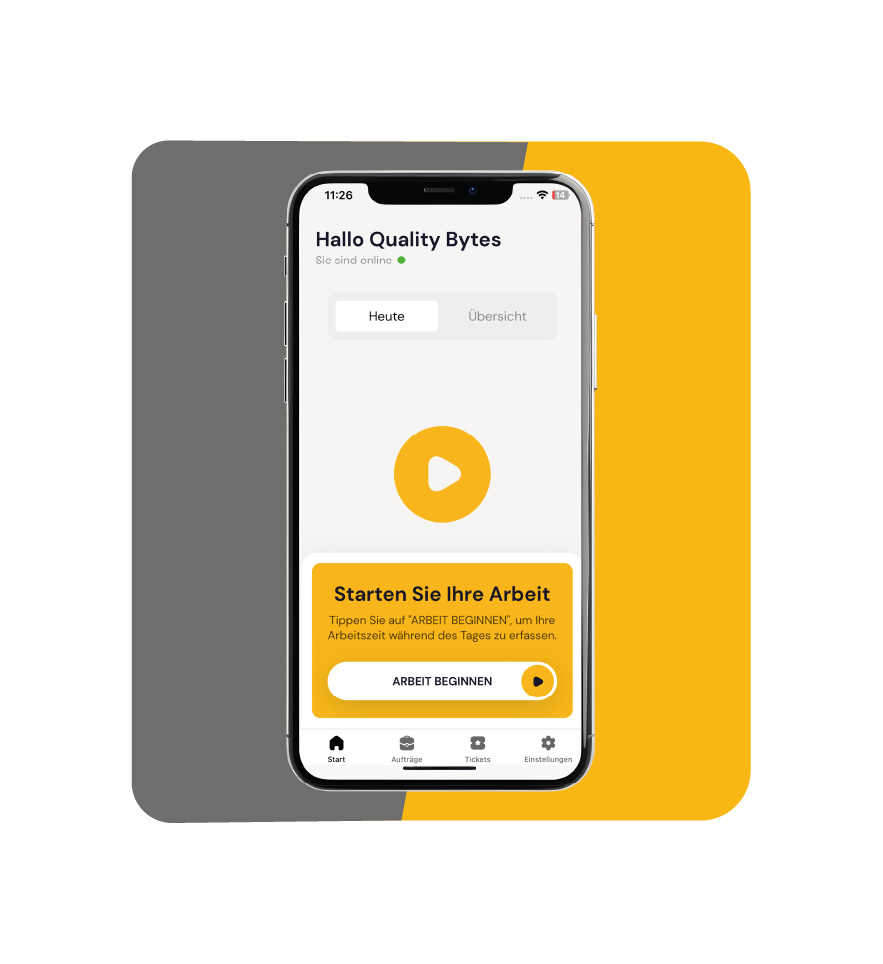 11:26
14
Hallo Quality Bytes
Sie sind online
Heute
Übersicht
Starten Sie Ihre Arbeit
Tippen Sie auf "ARBEIT BEGINNEN", um Ihre
Arbeitszeit während des Tages zu erfassen.
ARBEIT BEGINNEN
Start
Aufträge
Tickets
Einstellungen